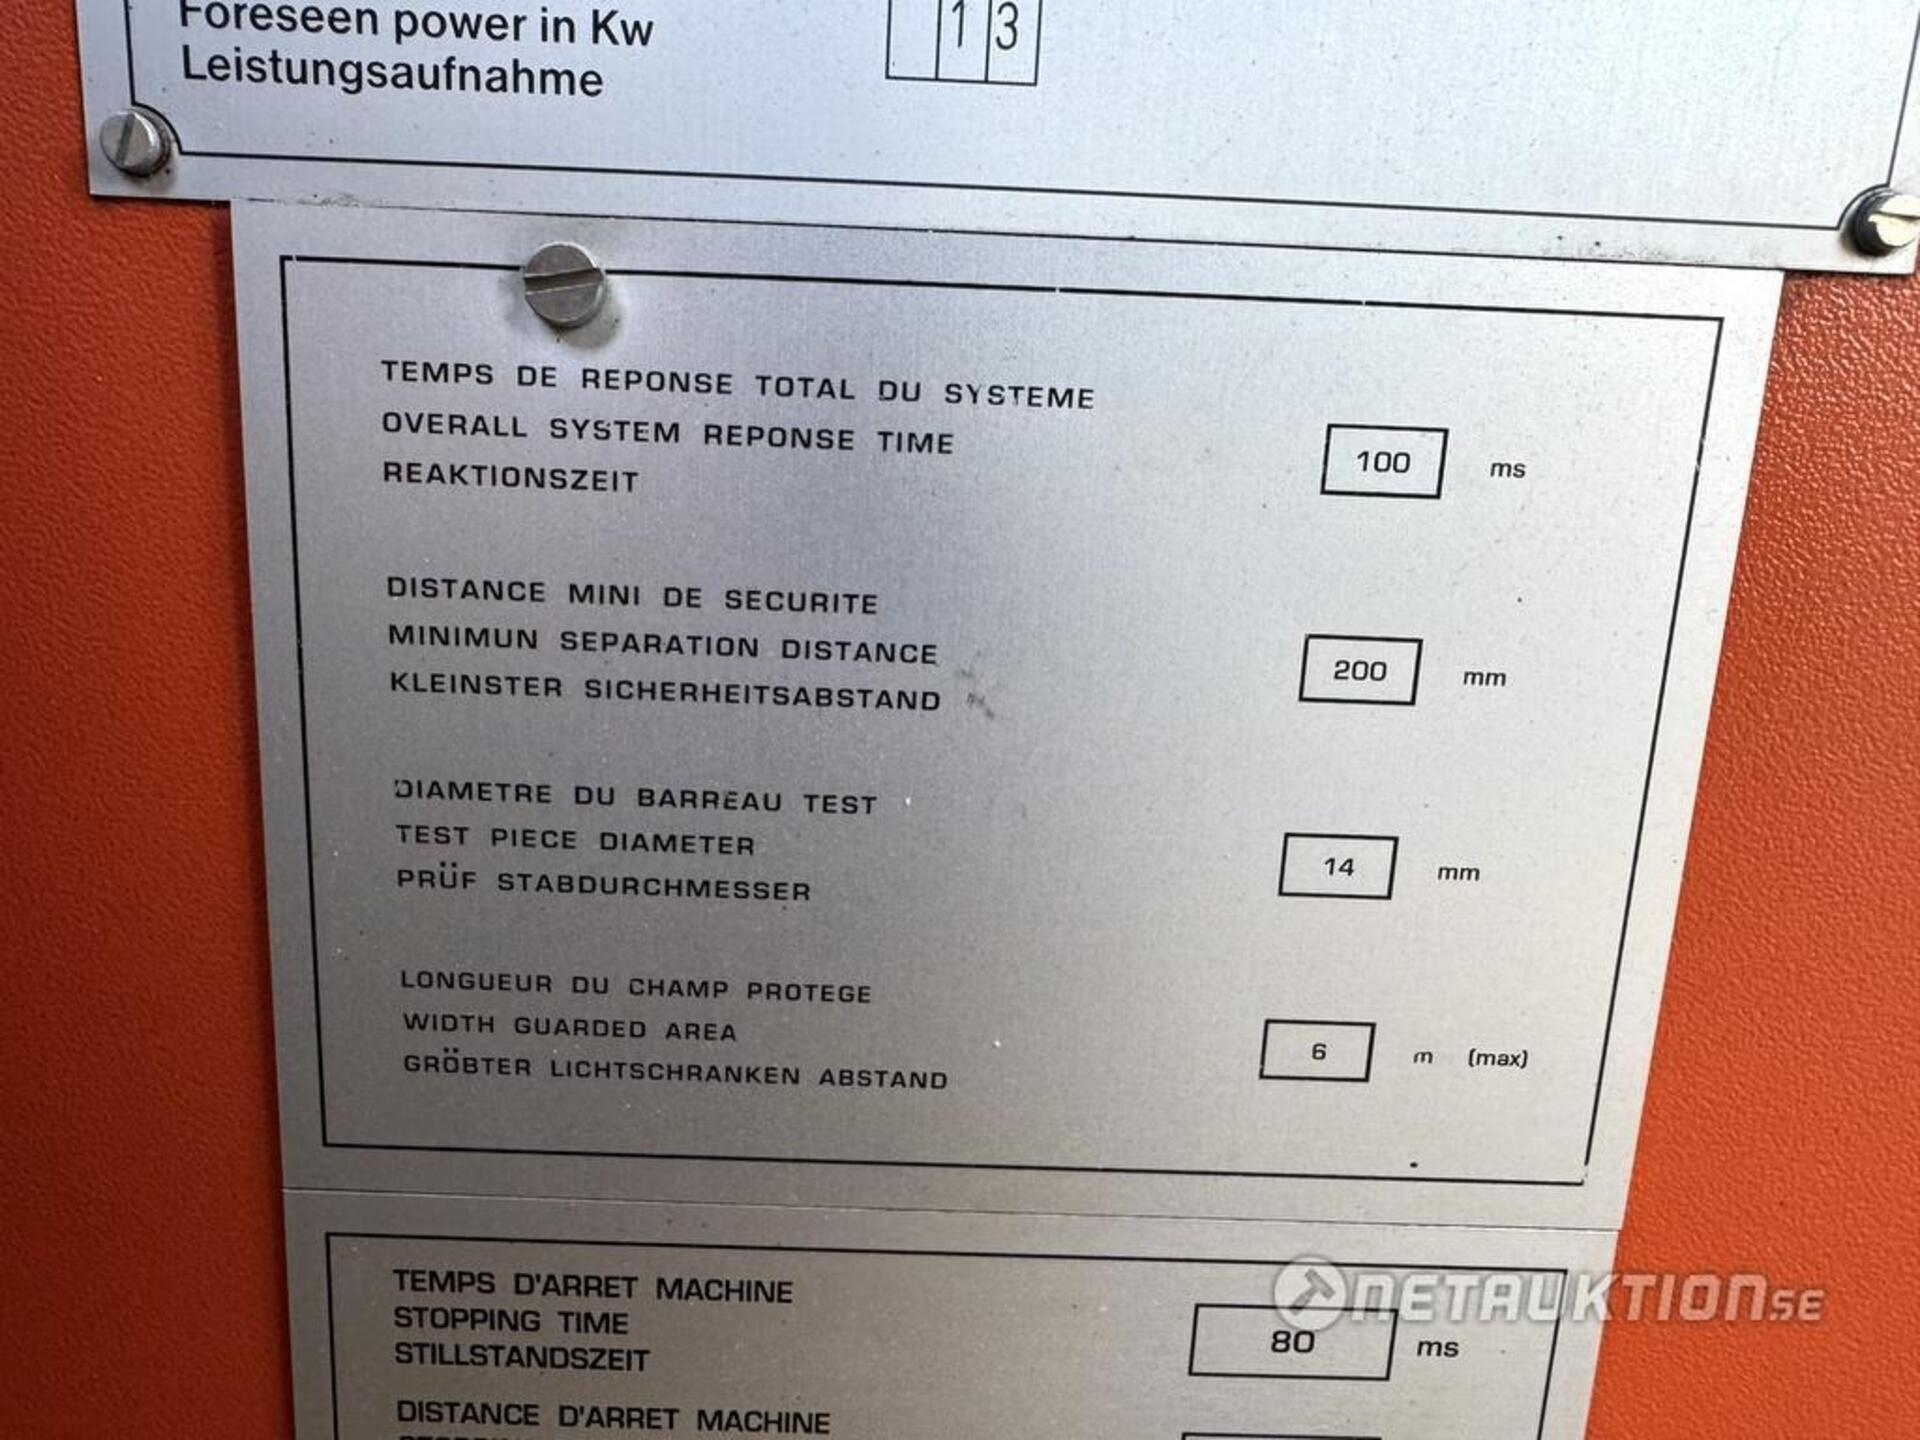 Foreseen power in Kw 13
Leistungsaufnahme
TEMPS DE REPONSE TOTAL DU SYSTEME
OVERALL SYSTEM REPONSE TIME
REAKTIONSZEIT
100 ms
DISTANCE MINI DE SECURITE
MINIMUN SEPARATION DISTANCE
KLEINSTER SICHERHEITSABSTAND
200 mm
DIAMETRE DU BARREAU TEST
TEST PIECE DIAMETER
PRÜF STABDURCHMESSER
14 mm
LONGUEUR DU CHAMP PROTEGE
WIDTH GUARDED AREA
GRÖBTER LICHTSCHRANKEN ABSTAND
6 m (max)
TEMPS D'ARRET MACHINE
STOPPING TIME
STILLSTANDSZEIT
80 ms
DISTANCE D'ARRET MACHINE
NETAUKTION.SE